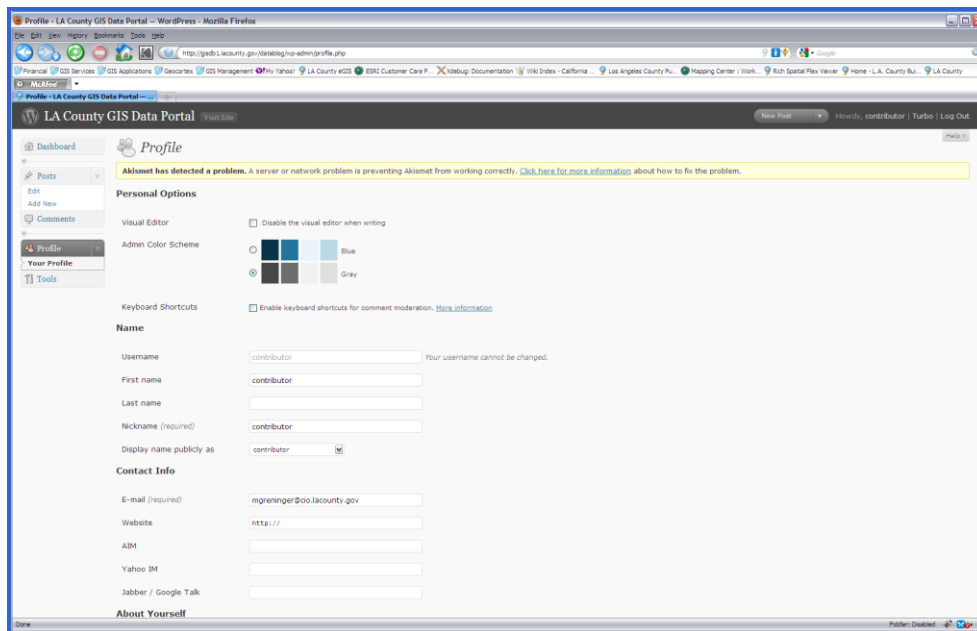 Profile ‹ LA County GIS Data Portal — WordPress - Mozilla Firefox
File Edit View History Bookmarks Tools Help
http://gisdb1.lacounty.gov/datablog/wp-admin/profile.php
Google
Financial GIS Services GIS Applications Geocortex GIS Management My Yahoo! LA County eGIS ESRI Customer Care P... Xdebug: Documentation Wiki Index - California ... Los Angeles County Pu... Mapping Center : Work... Rich Spatial Flex Viewer Home - L.A. County Bui... LA County
McAfee
Profile ‹ LA County GIS Data Portal — ...
LA County GIS Data Portal Visit Site New Post Howdy, contributor | Turbo | Log Out
Help
Dashboard
Posts
Edit
Add New
Comments
Profile
Your Profile
Tools
Profile
Akismet has detected a problem. A server or network problem is preventing Akismet from working correctly. Click here for more information about how to fix the problem.
Personal Options
Visual Editor Disable the visual editor when writing
Admin Color Scheme
Blue
Gray
Keyboard Shortcuts Enable keyboard shortcuts for comment moderation. More information
Name
Username contributor Your username cannot be changed.
First name contributor
Last name
Nickname (required) contributor
Display name publicly as contributor
Contact Info
E-mail (required) mgreninger@cio.lacounty.gov
Website http://
AIM
Yahoo IM
Jabber / Google Talk
About Yourself
Done Fiddler: Disabled